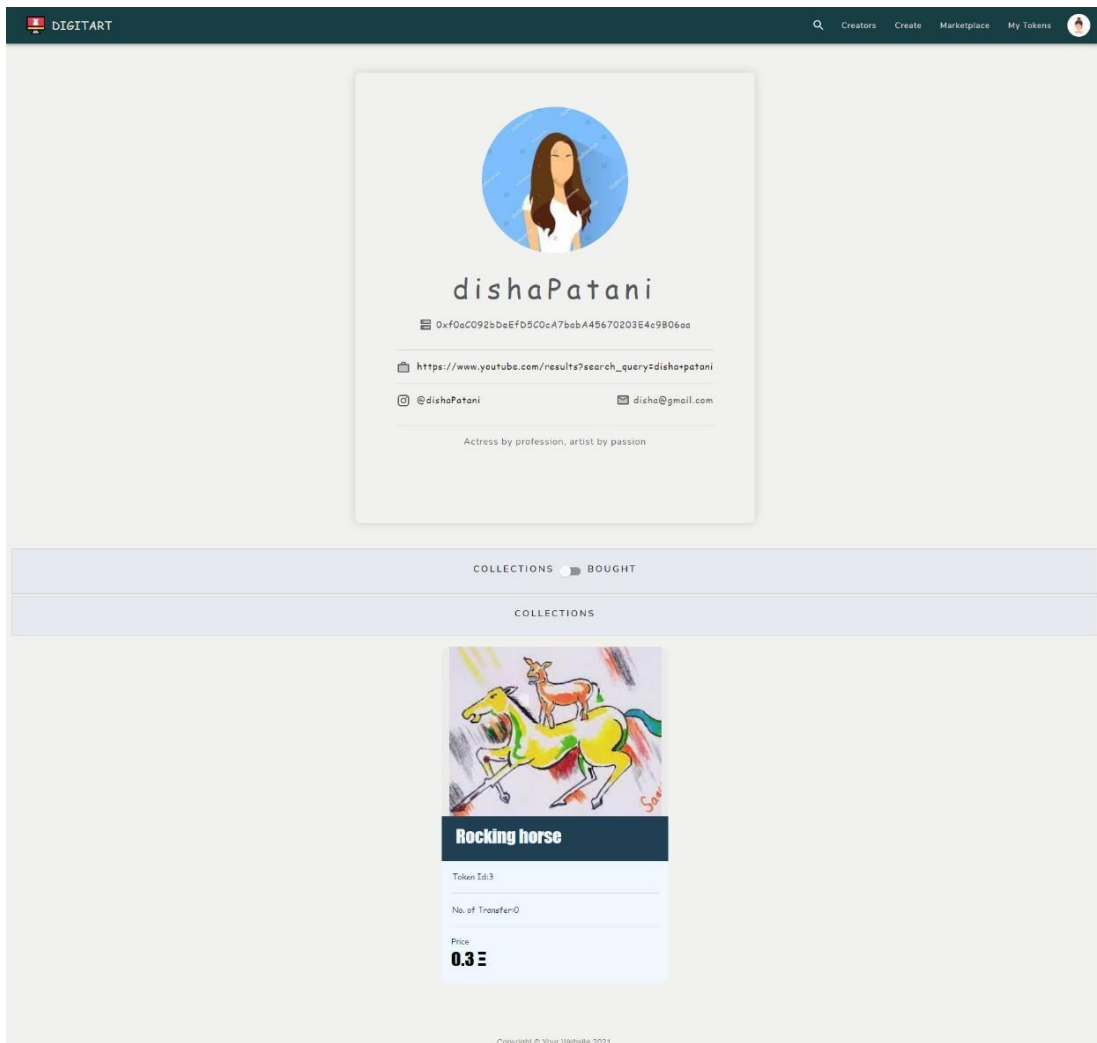 DIGITART
Creators Create Marketplace My Tokens
dishaPatani
0xf0aC092bDeEfD5C0cA7babA45670203E4c9B06aa
https://www.youtube.com/results?search_query=disha+patani
@dishaPatani disha@gmail.com
Actress by profession, artist by passion
COLLECTIONS BOUGHT
COLLECTIONS
Rocking horse
Token Id:3
No. of Transfer:0
Price
0.3 Ξ
Copyright © Your Website 2021